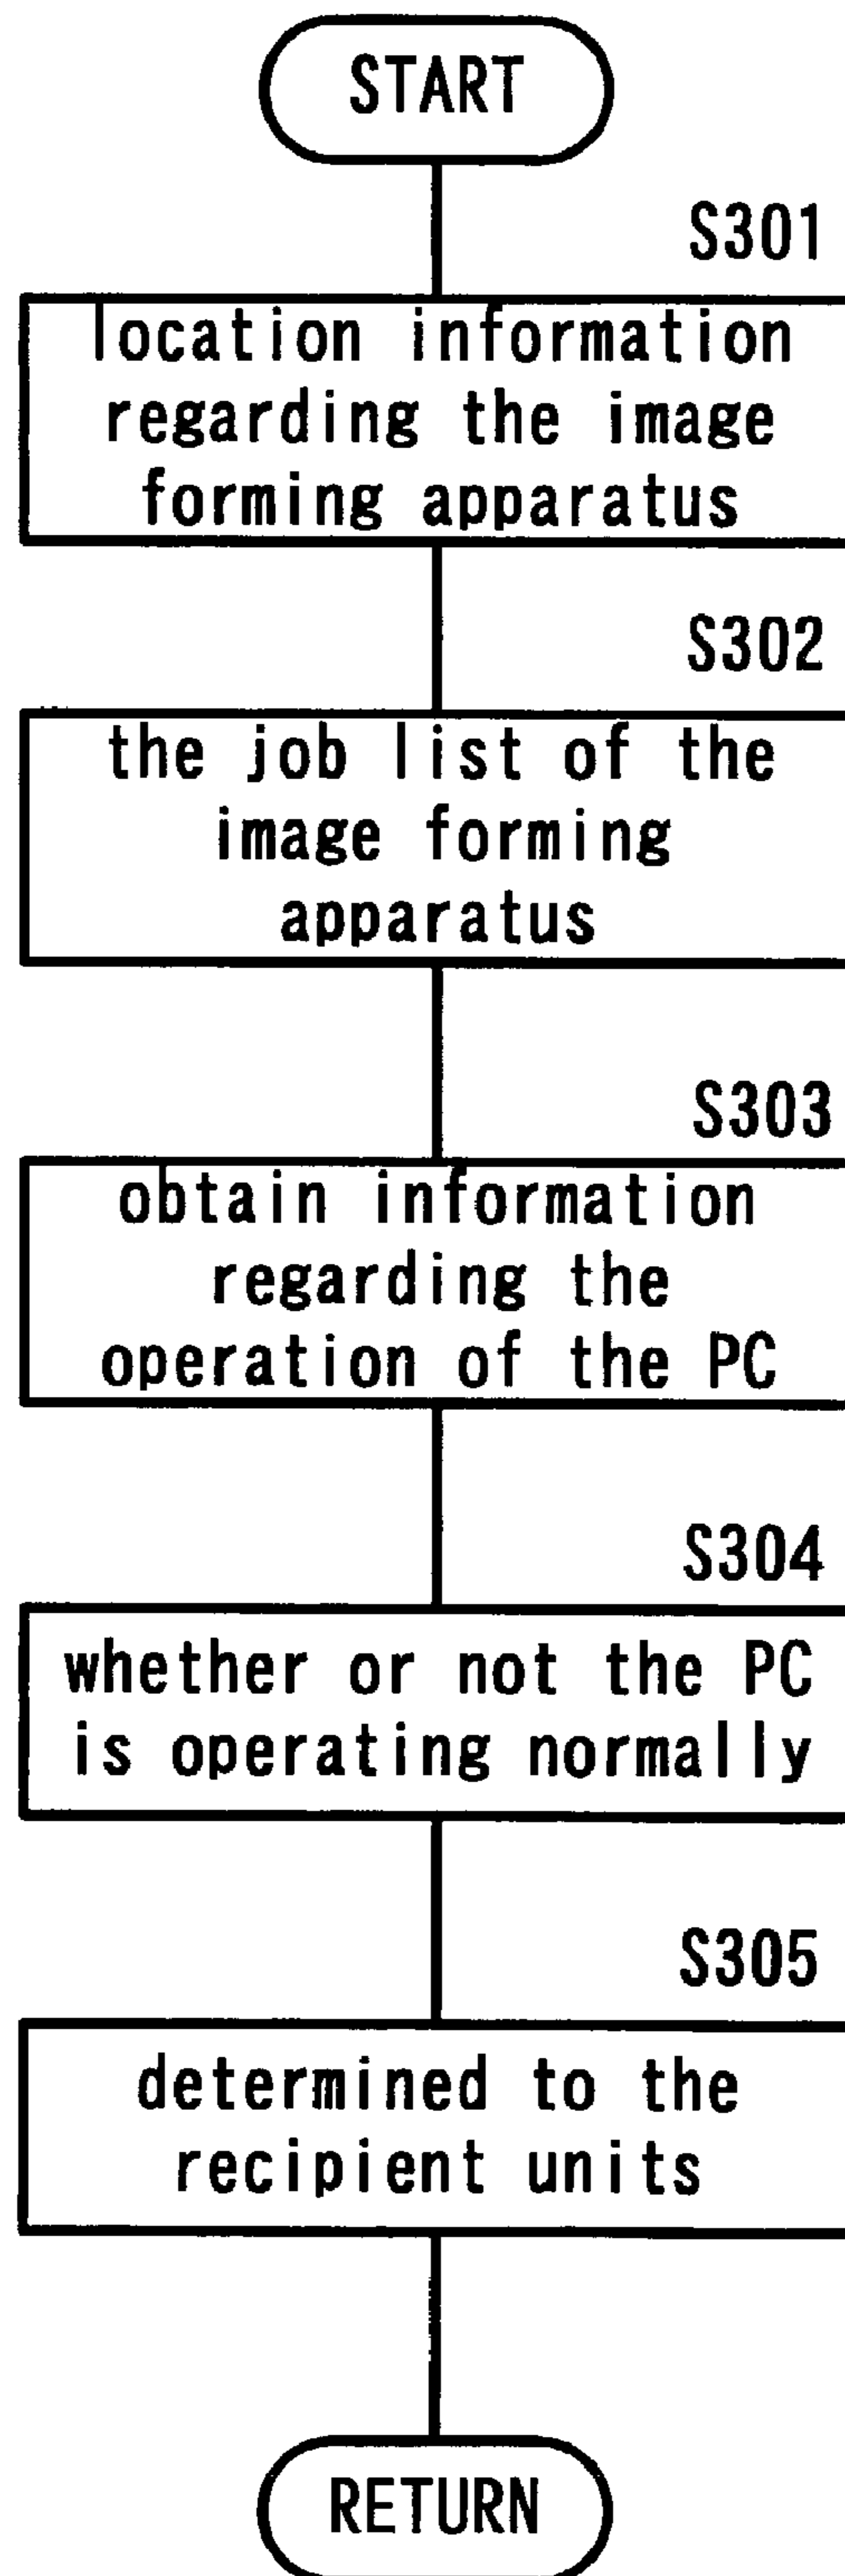 START
S301
location information
regarding the image
forming apparatus
S302
the job list of the
image forming
apparatus
S303
obtain information
regarding the
operation of the PC
S304
whether or not the PC
is operating normally
S305
determined to the
recipient units
RETURN